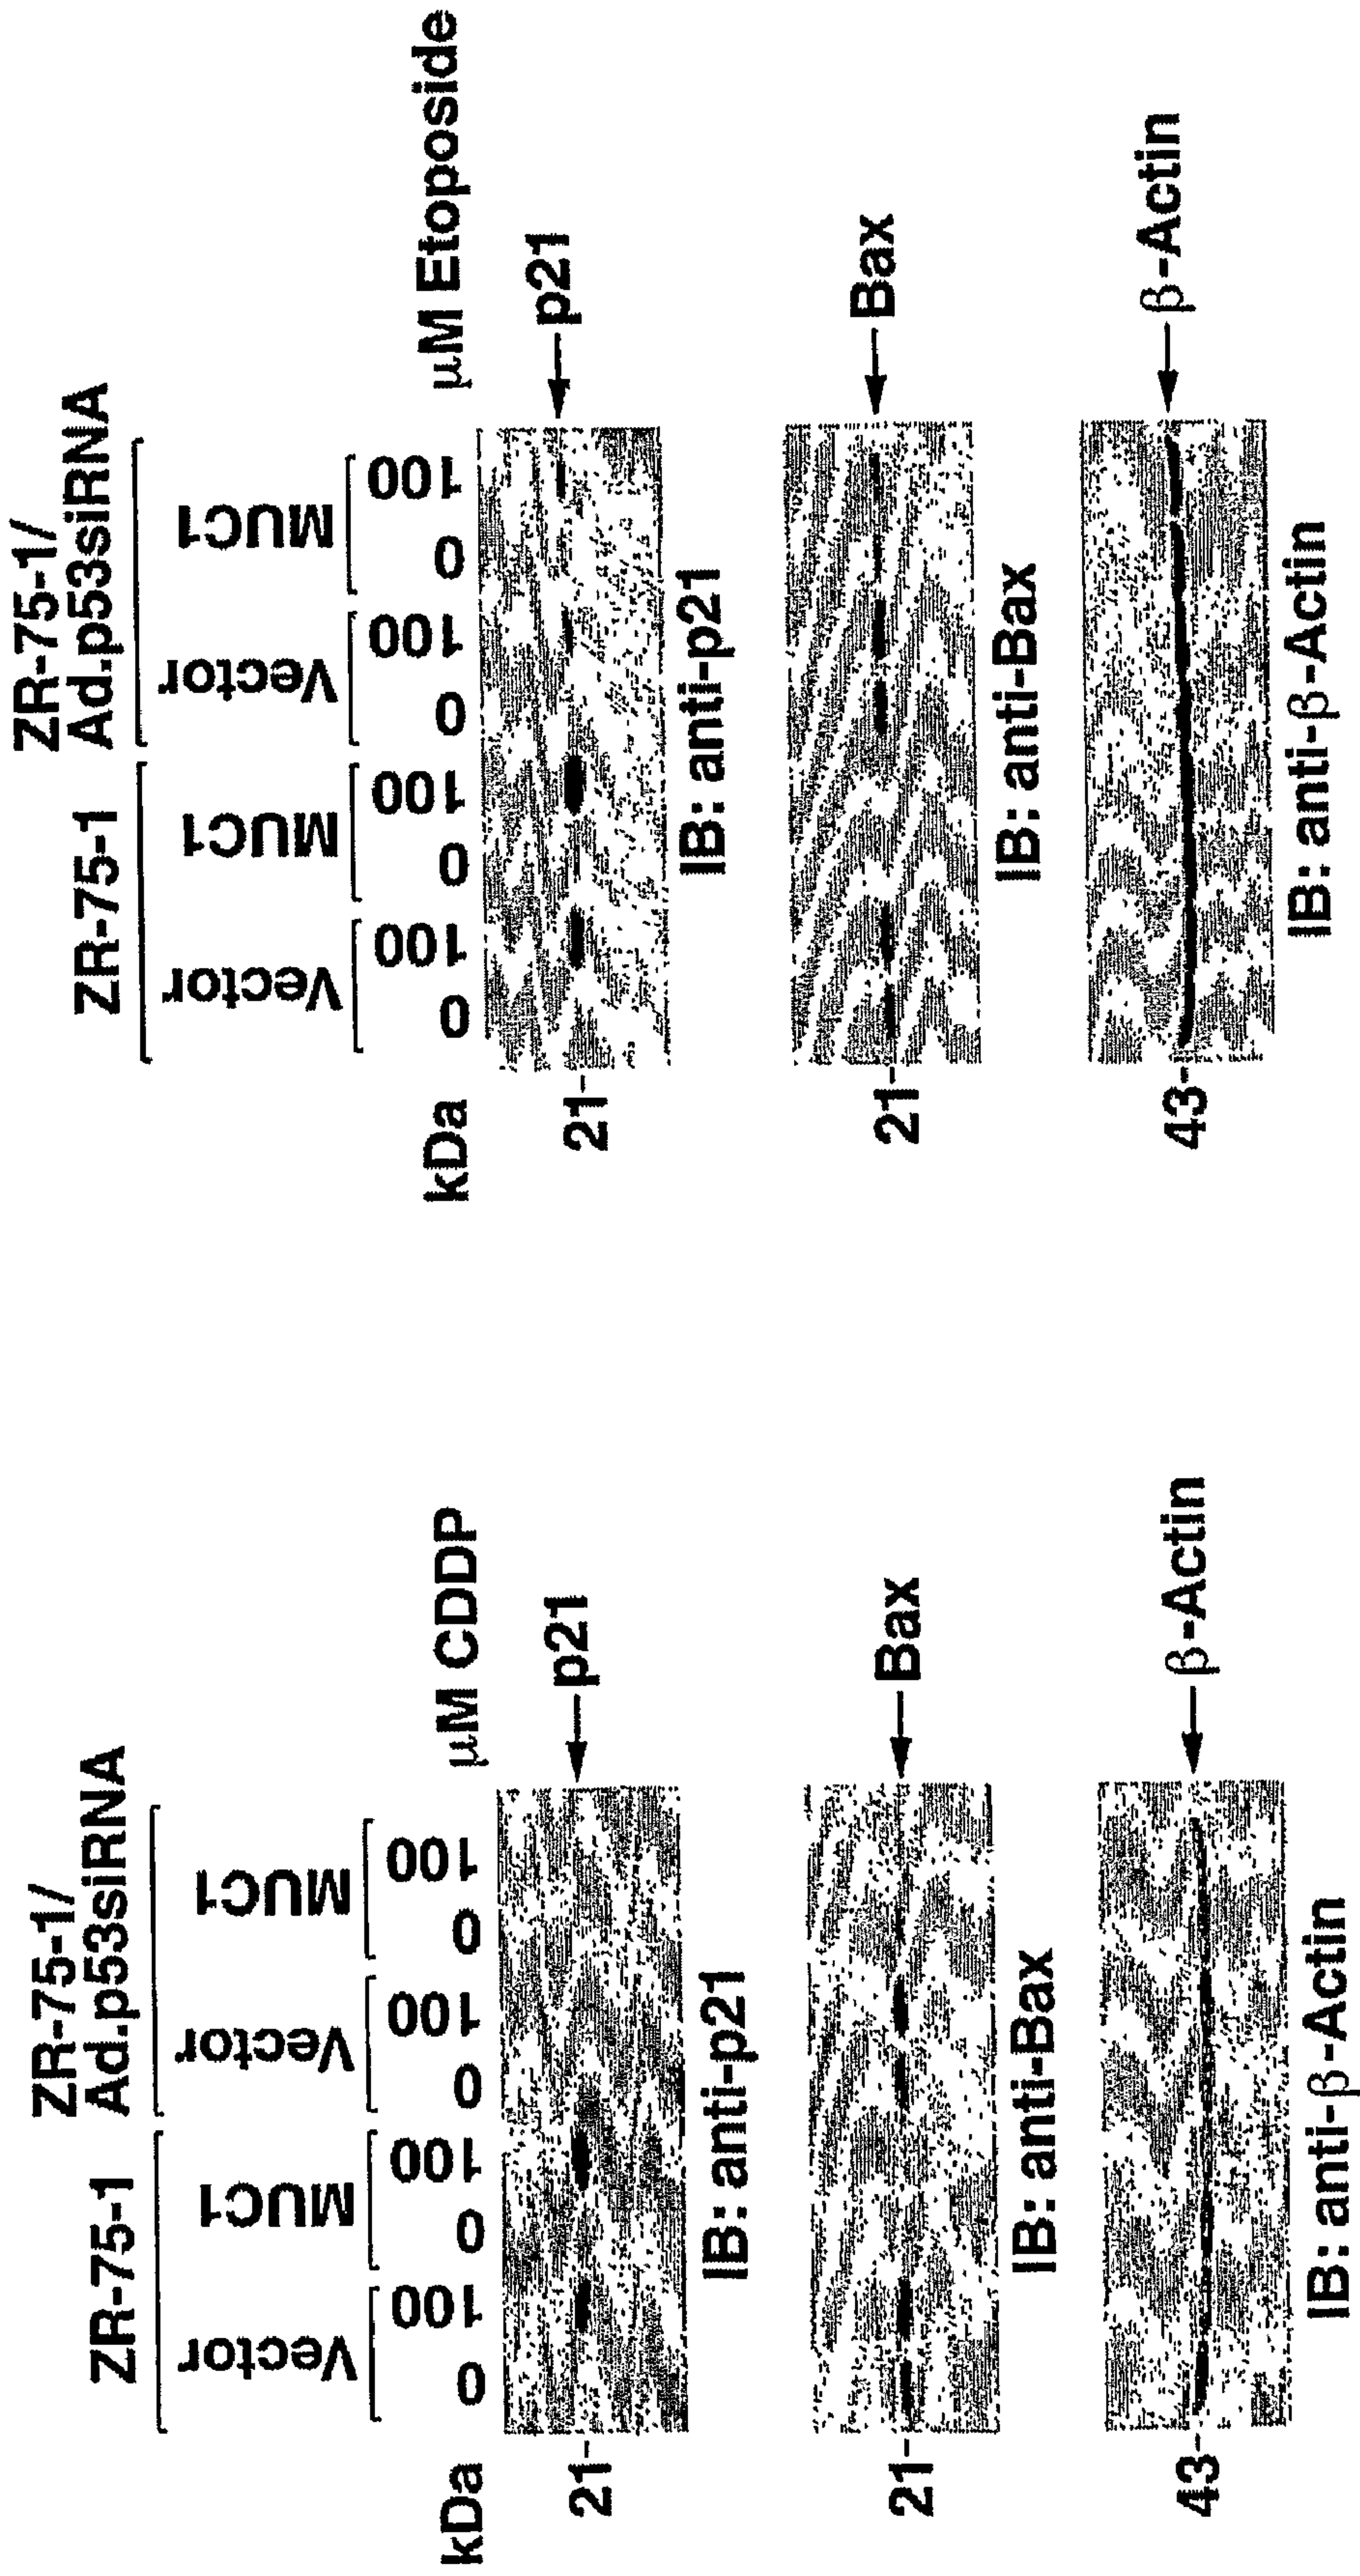 ZR-75-1/
ZR-75-1 Ad.p53siRNA
Vector MUC1 Vector MUC1
kDa 0 100 0 100 0 100 0 100 μM CDDP
21- p21
IB: anti-p21
21- Bax
IB: anti-Bax
43- β-Actin
IB: anti-β-Actin
ZR-75-1/
ZR-75-1 Ad.p53siRNA
Vector MUC1 Vector MUC1
kDa 0 100 0 100 0 100 0 100 μM Etoposide
21- p21
IB: anti-p21
21- Bax
IB: anti-Bax
43- β-Actin
IB: anti-β-Actin